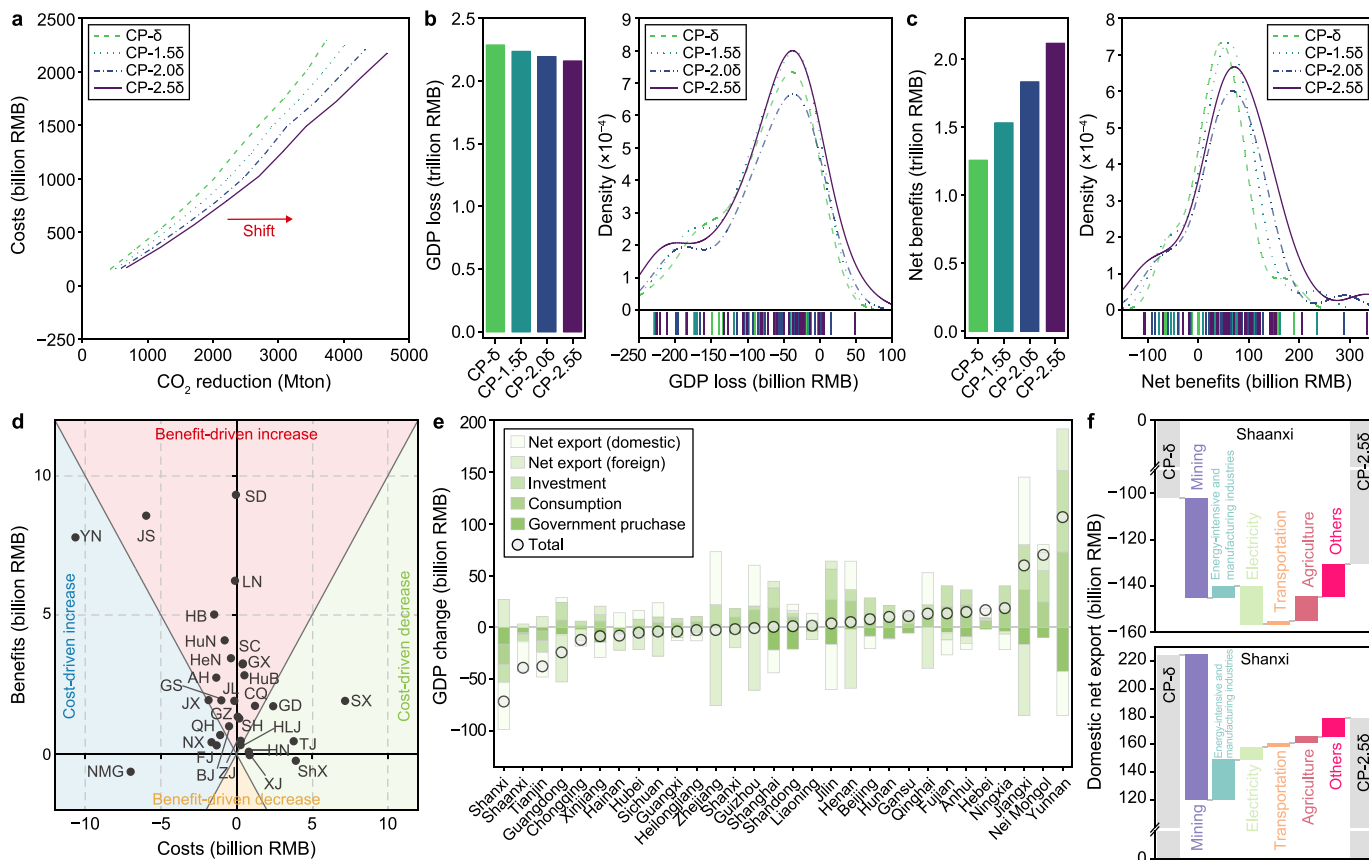 a
CP-δ
CP-1.5δ
CP-2.0δ
CP-2.5δ
Costs (billion RMB)
2500
2000
1500
1000
500
0
−250
Shift
0
1000
2000
3000
4000
5000
CO2 reduction (Mton)
b
GDP loss (trillion RMB)
2.5
2.0
1.5
1.0
0.5
0.0
CP-δ
CP-1.5δ
CP-2.0δ
CP-2.5δ
Density (×10−4)
10
8
6
4
2
0
CP-δ
CP-1.5δ
CP-2.0δ
CP-2.5δ
−250
−200
−150
−100
−50
0
50
100
GDP loss (billion RMB)
c
Net benefits (trillion RMB)
2.0
1.5
1.0
0.5
0.0
CP-δ
CP-1.5δ
CP-2.0δ
CP-2.5δ
Density (×10−4)
8
6
4
2
0
CP-δ
CP-1.5δ
CP-2.0δ
CP-2.5δ
−100
0
100
200
300
Net benefits (billion RMB)
d
Benefits (billion RMB)
10
5
0
Benefit-driven increase
Cost-driven increase
Cost-driven decrease
Benefit-driven decrease
SD
YN
JS
LN
HB
HuN
SC
HeN
GX
AH
HuB
GS
JL
CQ
JX
GD
SX
GZ
SH
QH
HLJ
NX
HN
TJ
FJ
NMG
BJ
ZJ
XJ
ShX
−10
−5
0
5
10
Costs (billion RMB)
e
GDP change (billion RMB)
200
150
100
50
0
−50
−100
Net export (domestic)
Net export (foreign)
Investment
Consumption
Government pruchase
Total
Shanxi
Shaanxi
Tianjin
Guangdong
Chongqing
Xinjiang
Hainan
Hubei
Sichuan
Guangxi
Heilongjiang
Zhejiang
Shanxi
Guizhou
Shanghai
Shandong
Liaoning
Jilin
Henan
Beijing
Hunan
Gansu
Qinghai
Fujian
Anhui
Hebei
Ningxia
Jiangxi
Nei Mongol
Yunnan
f
Domestic net export (billion RMB)
0
−80
−100
−120
−140
−160
Shaanxi
CP-δ
Mining
Energy-intensive and
manufacturing industries
Electricity
Transportation
Agriculture
Others
CP-2.5δ
220
200
180
160
140
120
0
Shanxi
CP-δ
Mining
Energy-intensive and
manufacturing industries
Electricity
Transportation
Agriculture
Others
CP-2.5δ